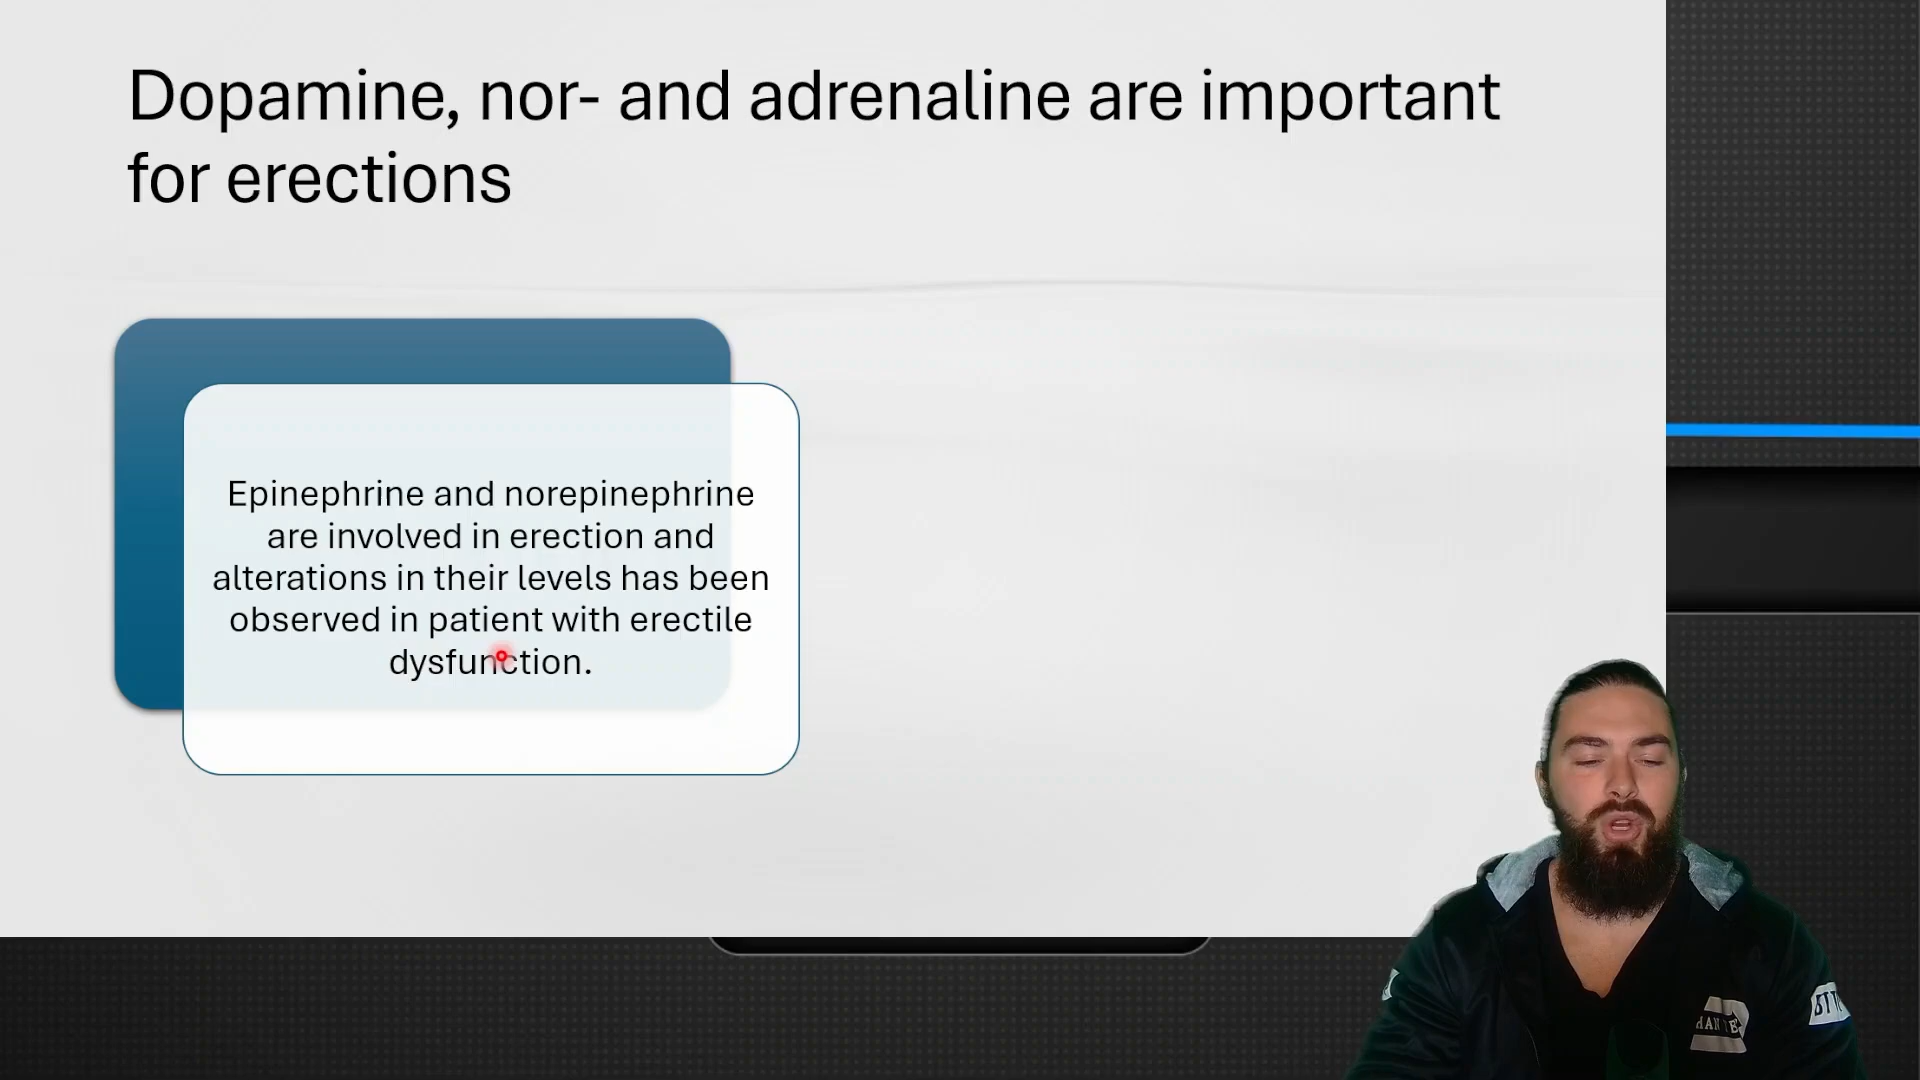 Dopamine, nor- and adrenaline are important
for erections
Epinephrine and norepinephrine
are involved in erection and
alterations in their levels has been
observed in patient with erectile
dysfunction.